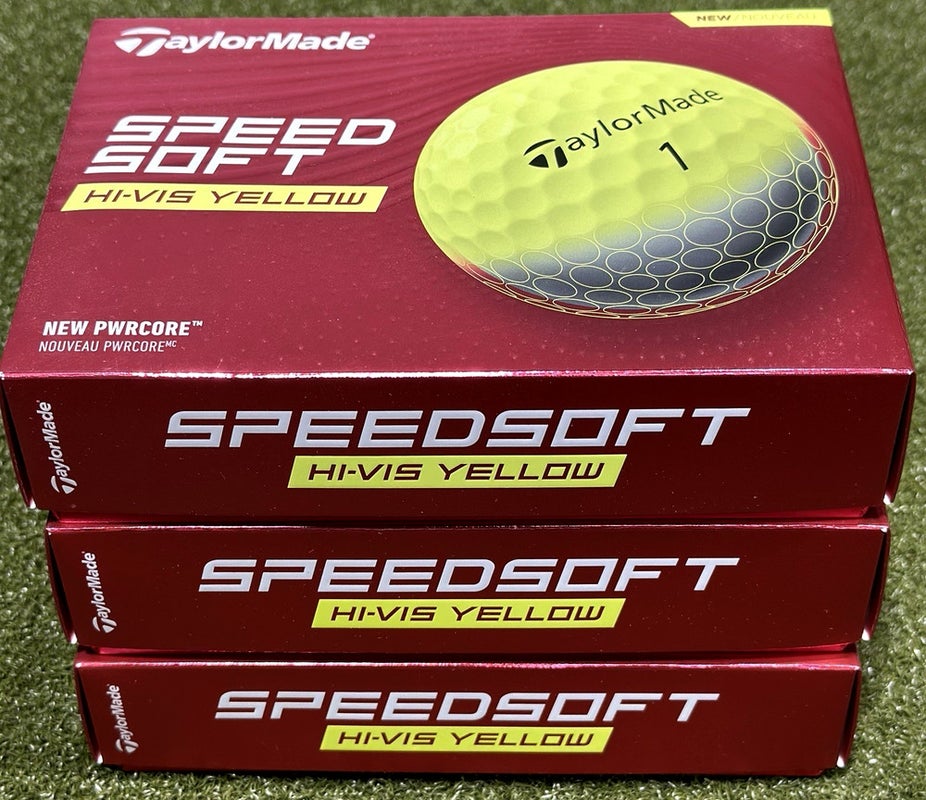 NEW/NOUVEAU
TaylorMade®
SPEED
SOFT
HI-VIS YELLOW
TaylorMade
1
NEW PWRCORE™
NOUVEAU PWRCOREᴹᶜ
TaylorMade
SPEEDSOFT
HI-VIS YELLOW
TaylorMade
SPEEDSOFT
HI-VIS YELLOW
TaylorMade
SPEEDSOFT
HI-VIS YELLOW